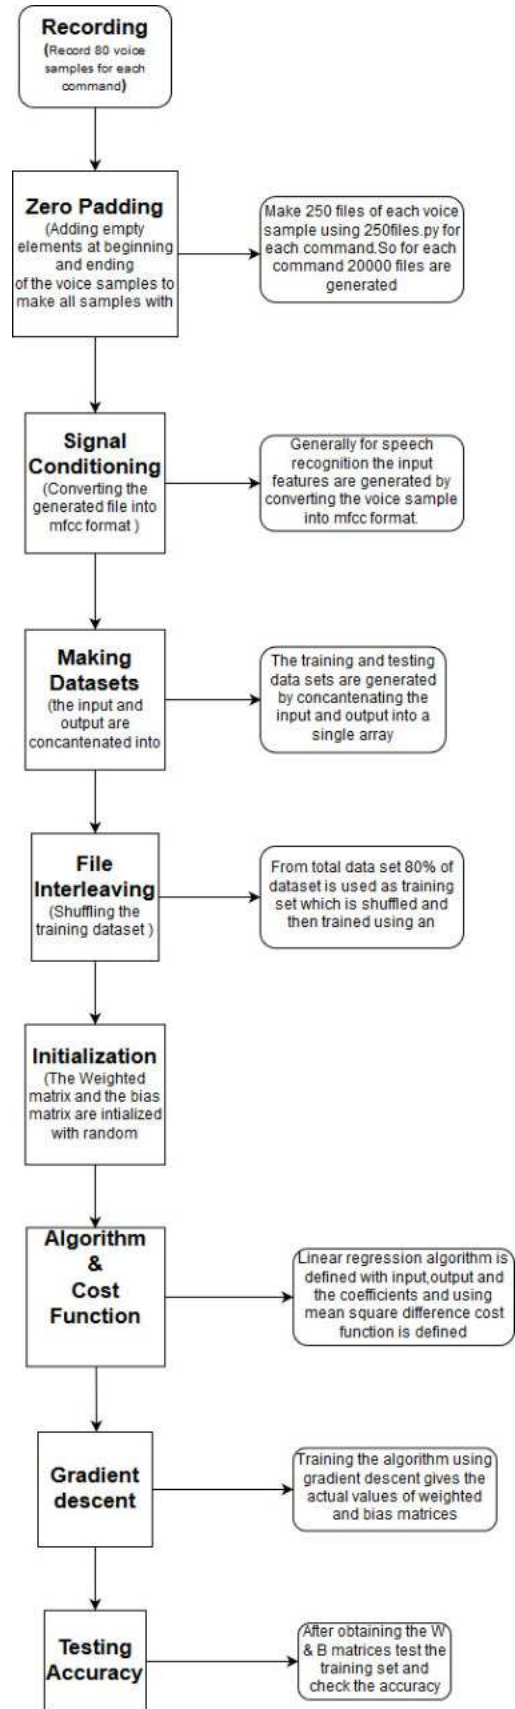 Recording
(Record 80 voice
samples for each
command)
Zero Padding
(Adding empty
elements at beginning
and ending
of the voice samples to
make all samples with
Make 250 files of each voice
sample using 250files.py for
each command.So for each
command 20000 files are
generated
Signal
Conditioning
(Converting the
generated file into
mfcc format )
Generally for speech
recognition the input
features are generated by
converting the voice sample
into mfcc format.
Making
Datasets
(the input and
output are
concantenated into
The training and testing
data sets are generated
by concantenating the
input and output into a
single array
File
Interleaving
(Shuffling the
training dataset )
From total data set 80% of
dataset is used as training
set which is shuffled and
then trained using an
Initialization
(The Weighted
matrix and the bias
matrix are intialized
with random
Algorithm
&
Cost
Function
Linear regression algorithm is
defined with input,output and
the coefficients and using
mean square difference cost
function is defined
Gradient
descent
Training the algorithm using
gradient descent gives the
actual values of weighted
and bias matrices
Testing
Accuracy
After obtaining the W
& B matrices test the
training set and
check the accuracy